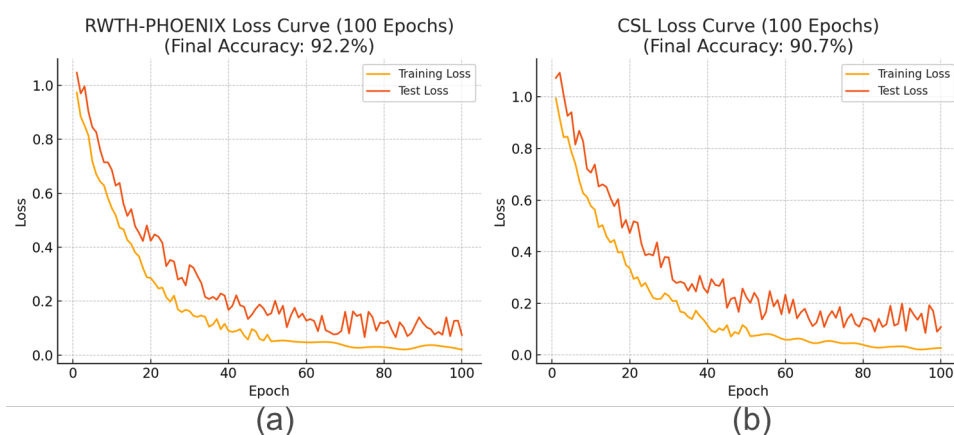 RWTH-PHOENIX Loss Curve (100 Epochs)
(Final Accuracy: 92.2%)
Training Loss
Test Loss
Loss
1.0
0.8
0.6
0.4
0.2
0.0
0
20
40
60
80
100
Epoch
(a)
CSL Loss Curve (100 Epochs)
(Final Accuracy: 90.7%)
Training Loss
Test Loss
Loss
1.0
0.8
0.6
0.4
0.2
0.0
0
20
40
60
80
100
Epoch
(b)